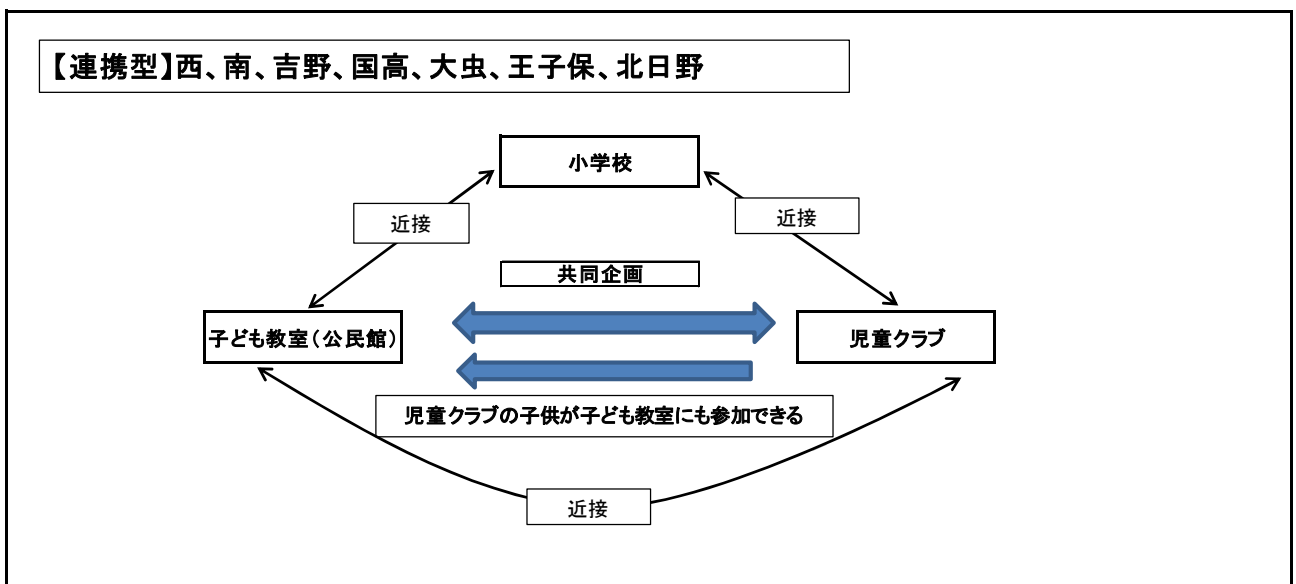 【連携型】西、南、吉野、国高、大虫、王子保、北日野
小学校
近接
近接
共同企画
子ども教室(公民館)
児童クラブ
児童クラブの子供が子ども教室にも参加できる
近接